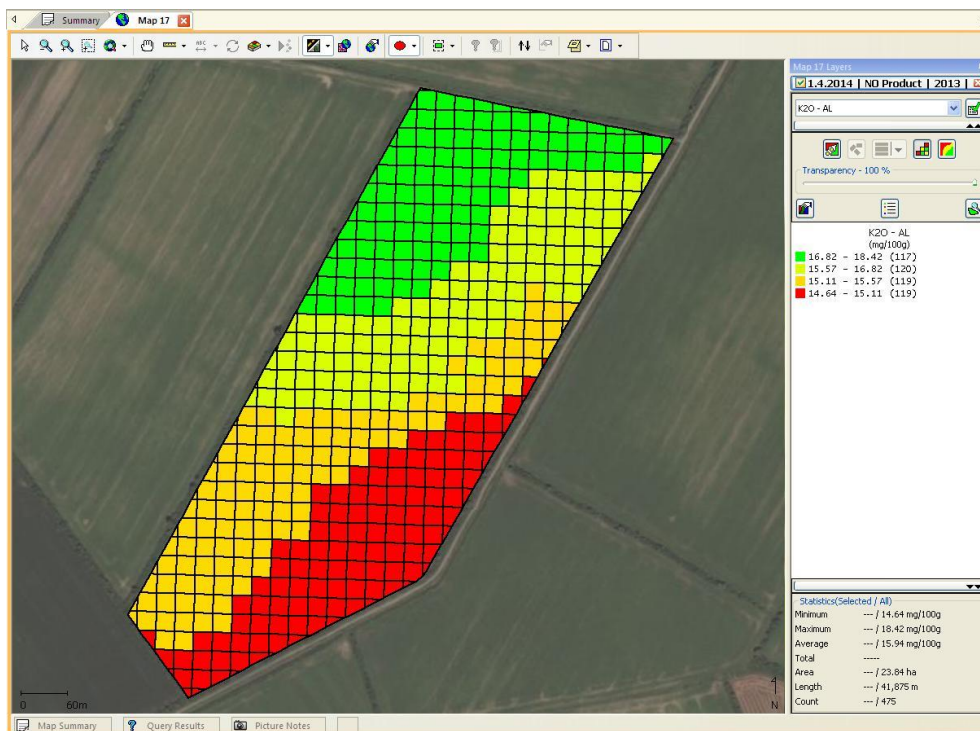 Summary
Map 17
Map 17 Layers
1.4.2014 | NO Product | 2013 |
K2O - AL
Transparency - 100 %
K2O - AL
(mg/100g)
16.82 - 18.42 (117)
15.57 - 16.82 (120)
15.11 - 15.57 (119)
14.64 - 15.11 (119)
Statistics(Selected / All)
Minimum --- / 14.64 mg/100g
Maximum --- / 18.42 mg/100g
Average --- / 15.94 mg/100g
Total -----
Area --- / 23.84 ha
Length --- / 41,875 m
Count --- / 475
0 60m
N
Map Summary
Query Results
Picture Notes